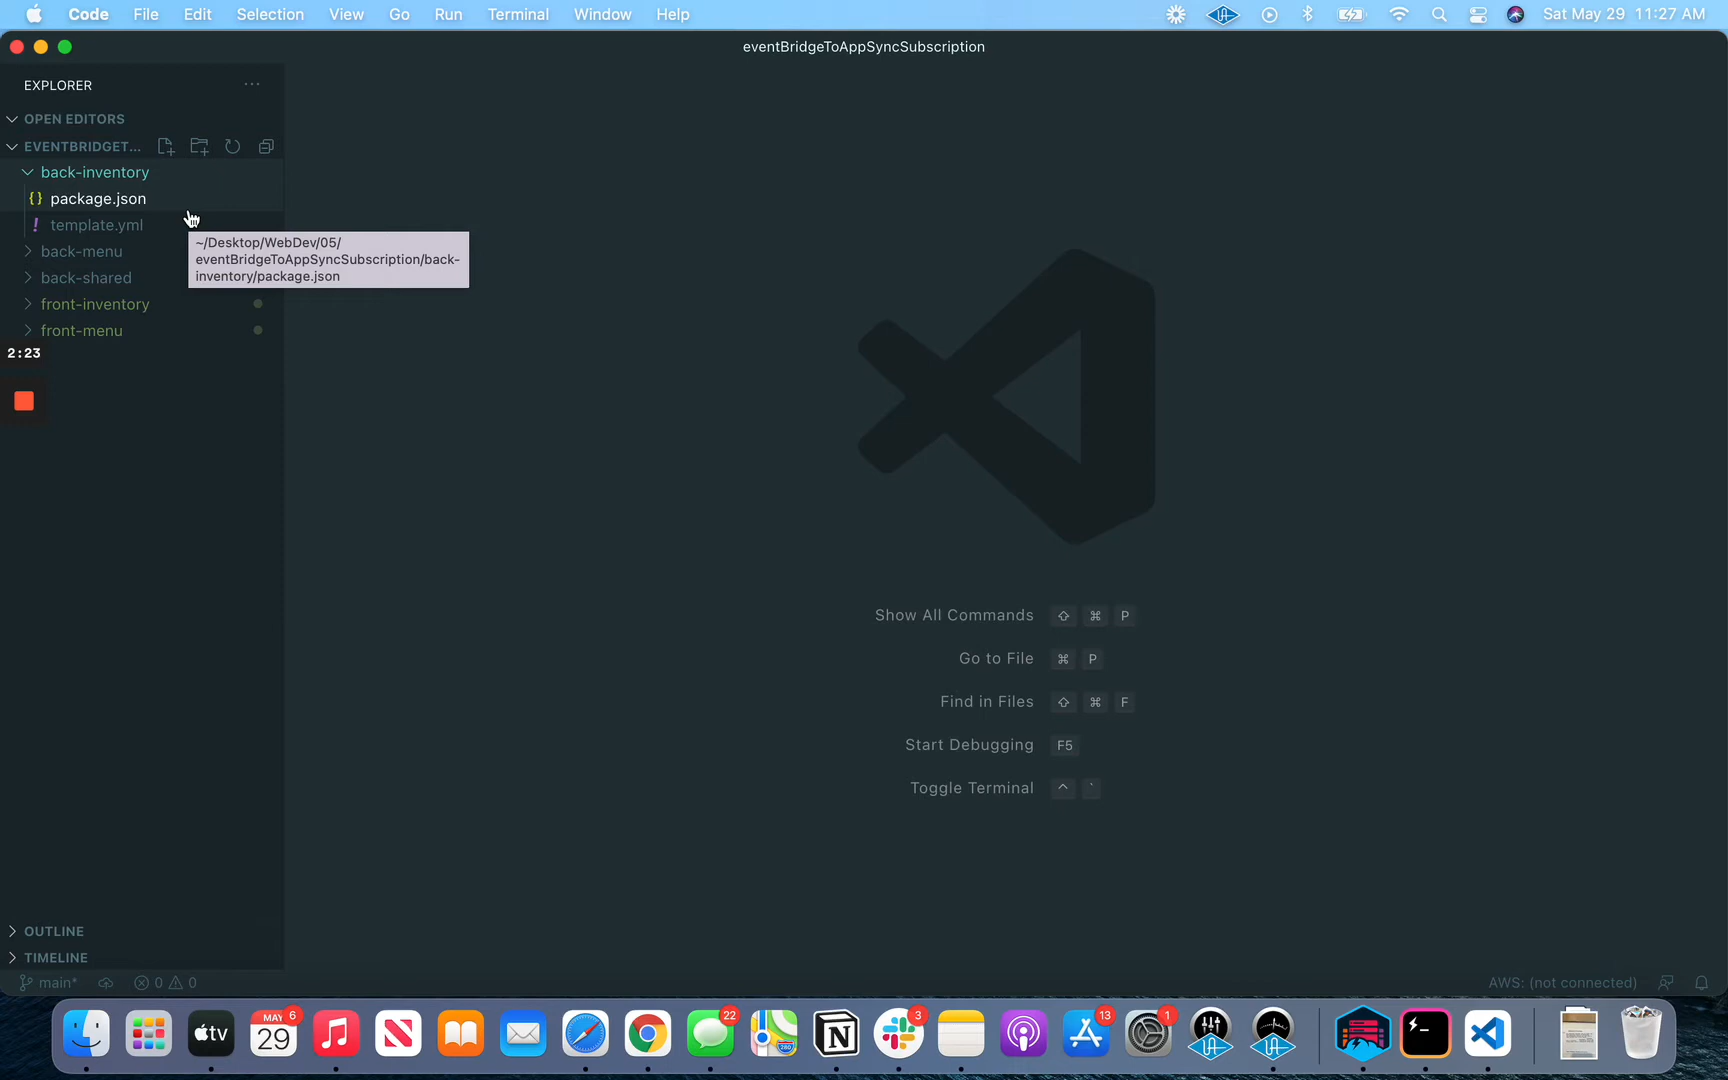 Code File Edit Selection View Go Run Terminal Window Help Sat May 29 11:27 AM
eventBridgeToAppSyncSubscription
EXPLORER
OPEN EDITORS
EVENTBRIDGET...
back-inventory
{} package.json
! template.yml
~/Desktop/WebDev/05/
eventBridgeToAppSyncSubscription/back-
inventory/package.json
back-menu
back-shared
front-inventory
front-menu
2:23
Show All Commands ⇧ ⌘ P
Go to File ⌘ P
Find in Files ⇧ ⌘ F
Start Debugging F5
Toggle Terminal ^ `
OUTLINE
TIMELINE
main* 0 0 AWS: (not connected)
tv MAY 29 6 22 3 13 1